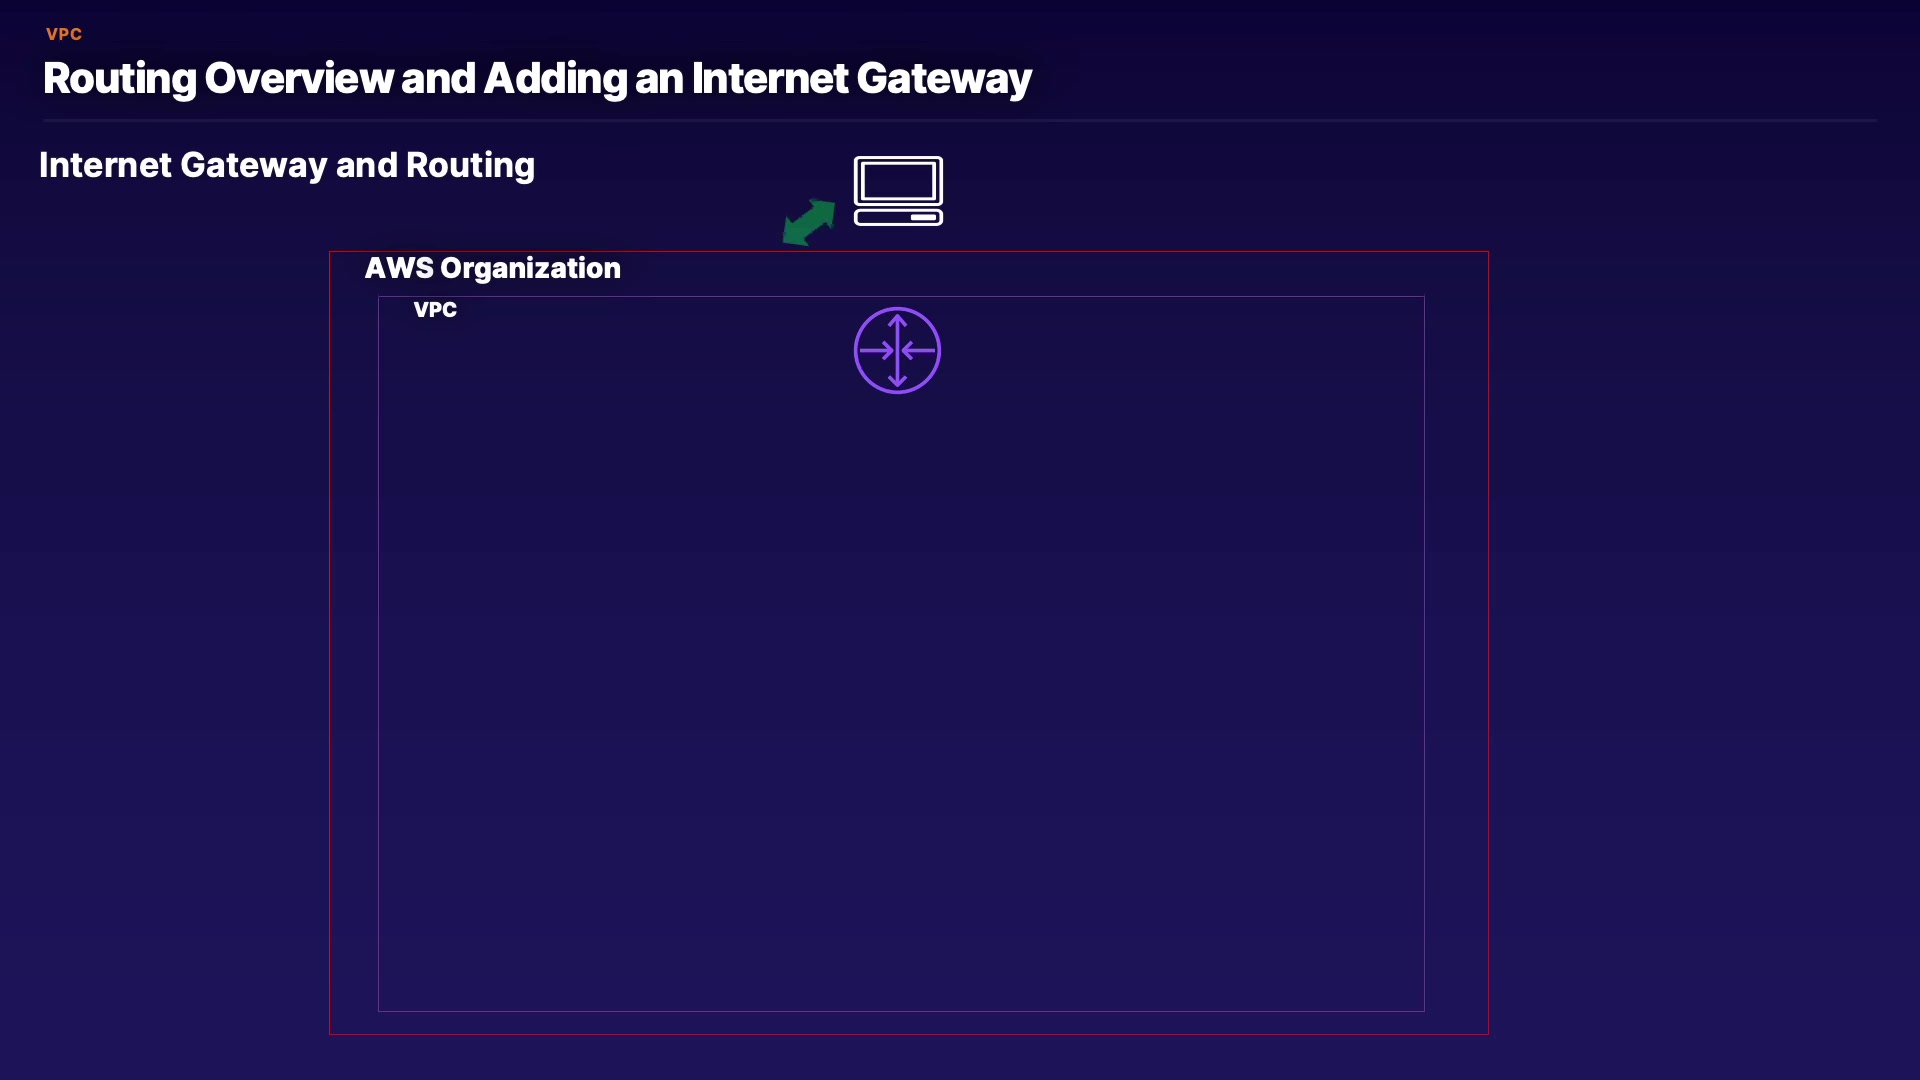 VPC
Routing Overview and Adding an Internet Gateway
Internet Gateway and Routing
AWS Organization
VPC